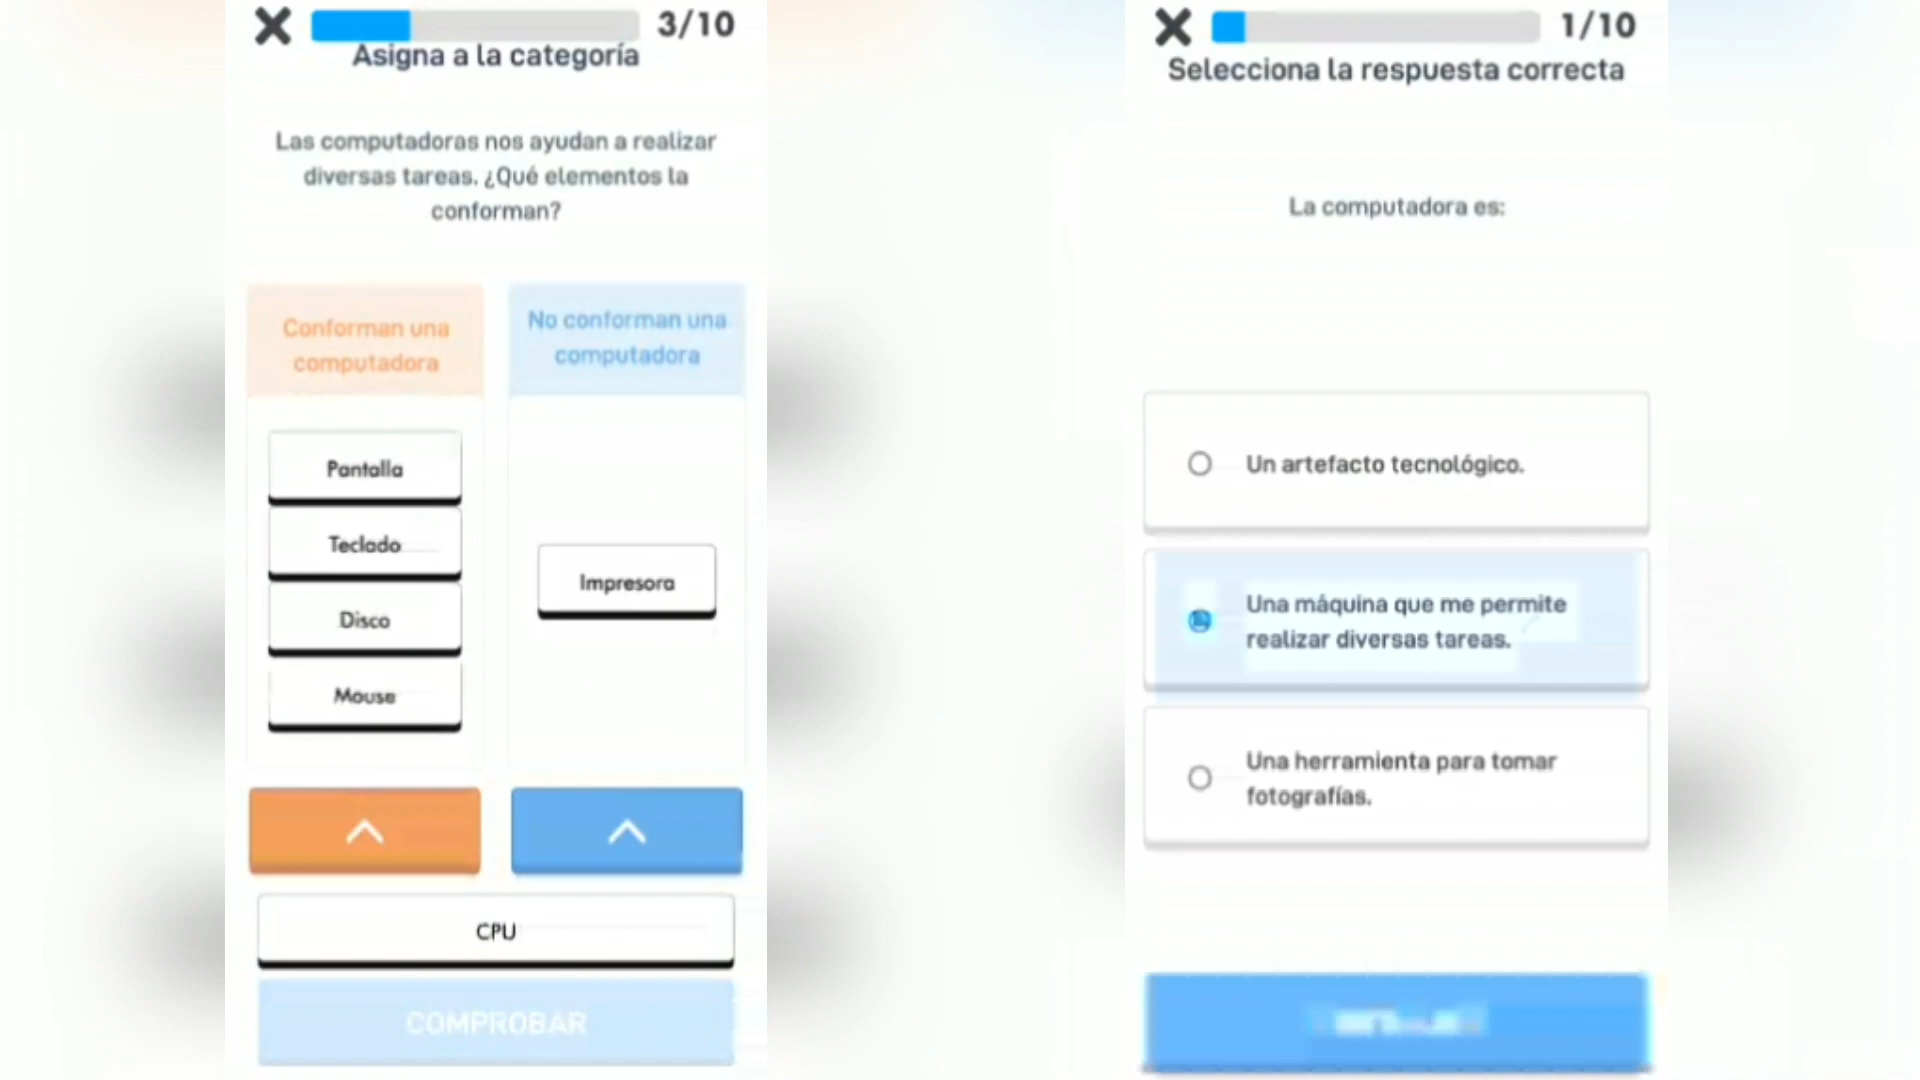 3/10
Asigna a la categoría
Las computadoras nos ayudan a realizar
diversas tareas. ¿Qué elementos la
conforman?
Conforman una
computadora
No conforman una
computadora
Pantalla
Teclado
Disco
Mouse
Impresora
CPU
COMPROBAR
1/10
Selecciona la respuesta correcta
La computadora es:
Un artefacto tecnológico.
Una máquina que me permite
realizar diversas tareas.
Una herramienta para tomar
fotografías.